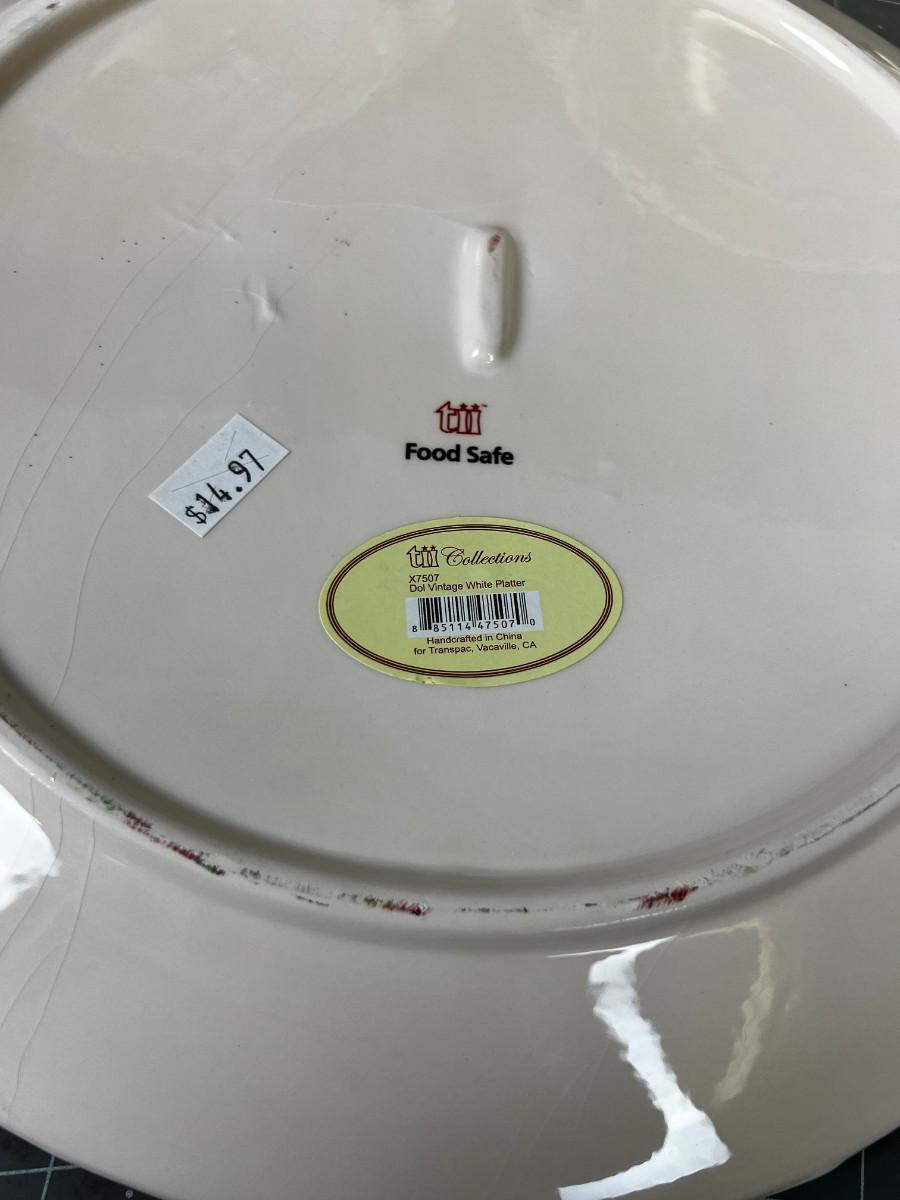 tii™
Food Safe
$14.97
tii Collections
X7507
Dol Vintage White Platter
8 85114 47507 0
Handcrafted in China
for Transpac, Vacaville, CA